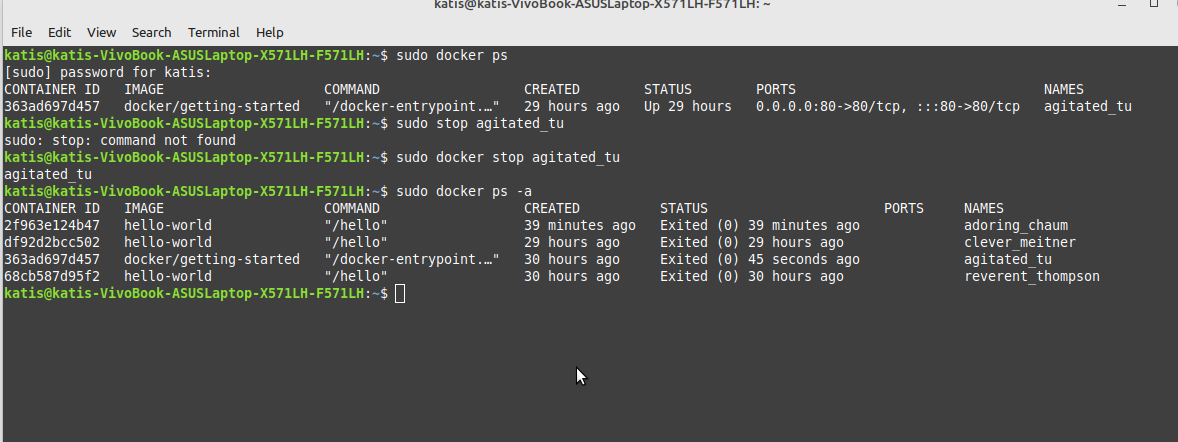 katis@katis-VivoBook-ASUSLaptop-X571LH-F571LH: ~
File Edit View Search Terminal Help
katis@katis-VivoBook-ASUSLaptop-X571LH-F571LH:~$ sudo docker ps
[sudo] password for katis:
CONTAINER ID   IMAGE                    COMMAND                  CREATED        STATUS        PORTS                               NAMES
363ad697d457   docker/getting-started   "/docker-entrypoint.…"   29 hours ago   Up 29 hours   0.0.0.0:80->80/tcp, :::80->80/tcp   agitated_tu
katis@katis-VivoBook-ASUSLaptop-X571LH-F571LH:~$ sudo stop agitated_tu
sudo: stop: command not found
katis@katis-VivoBook-ASUSLaptop-X571LH-F571LH:~$ sudo docker stop agitated_tu
agitated_tu
katis@katis-VivoBook-ASUSLaptop-X571LH-F571LH:~$ sudo docker ps -a
CONTAINER ID   IMAGE                    COMMAND                  CREATED          STATUS                      PORTS     NAMES
2f963e124b47   hello-world              "/hello"                 39 minutes ago   Exited (0) 39 minutes ago             adoring_chaum
df92d2bcc502   hello-world              "/hello"                 29 hours ago     Exited (0) 29 hours ago               clever_meitner
363ad697d457   docker/getting-started   "/docker-entrypoint.…"   30 hours ago     Exited (0) 45 seconds ago             agitated_tu
68cb587d95f2   hello-world              "/hello"                 30 hours ago     Exited (0) 30 hours ago               reverent_thompson
katis@katis-VivoBook-ASUSLaptop-X571LH-F571LH:~$